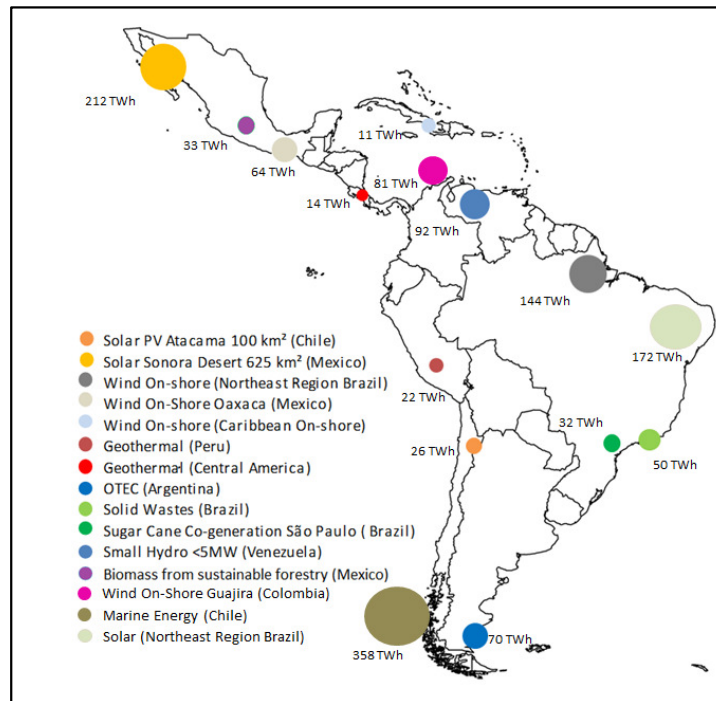 212 TWh
33 TWh
64 TWh
11 TWh
14 TWh
81 TWh
92 TWh
144 TWh
172 TWh
22 TWh
32 TWh
26 TWh
50 TWh
358 TWh
70 TWh
Solar PV Atacama 100 km² (Chile)
Solar Sonora Desert 625 km² (Mexico)
Wind On-shore (Northeast Region Brazil)
Wind On-Shore Oaxaca (Mexico)
Wind On-shore (Caribbean On-shore)
Geothermal (Peru)
Geothermal (Central America)
OTEC (Argentina)
Solid Wastes (Brazil)
Sugar Cane Co-generation São Paulo ( Brazil)
Small Hydro <5MW (Venezuela)
Biomass from sustainable forestry (Mexico)
Wind On-Shore Guajira (Colombia)
Marine Energy (Chile)
Solar (Northeast Region Brazil)